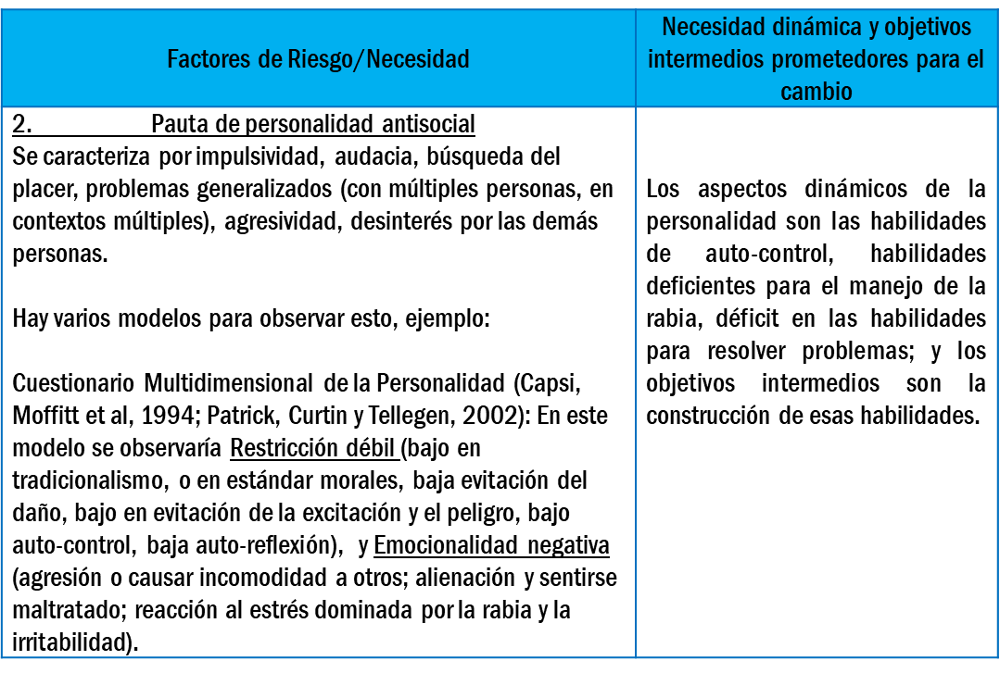 Factores de Riesgo/Necesidad
Necesidad dinámica y objetivos
intermedios prometedores para el
cambio
2. Pauta de personalidad antisocial
Se caracteriza por impulsividad, audacia, búsqueda del
placer, problemas generalizados (con múltiples personas, en
contextos múltiples), agresividad, desinterés por las demás
personas.
Hay varios modelos para observar esto, ejemplo:
Cuestionario Multidimensional de la Personalidad (Capsi,
Moffitt et al, 1994; Patrick, Curtin y Tellegen, 2002): En este
modelo se observaría Restricción débil (bajo en
tradicionalismo, o en estándar morales, baja evitación del
daño, bajo en evitación de la excitación y el peligro, bajo
auto-control, baja auto-reflexión), y Emocionalidad negativa
(agresión o causar incomodidad a otros; alienación y sentirse
maltratado; reacción al estrés dominada por la rabia y la
irritabilidad).
Los aspectos dinámicos de la
personalidad son las habilidades
de auto-control, habilidades
deficientes para el manejo de la
rabia, déficit en las habilidades
para resolver problemas; y los
objetivos intermedios son la
construcción de esas habilidades.